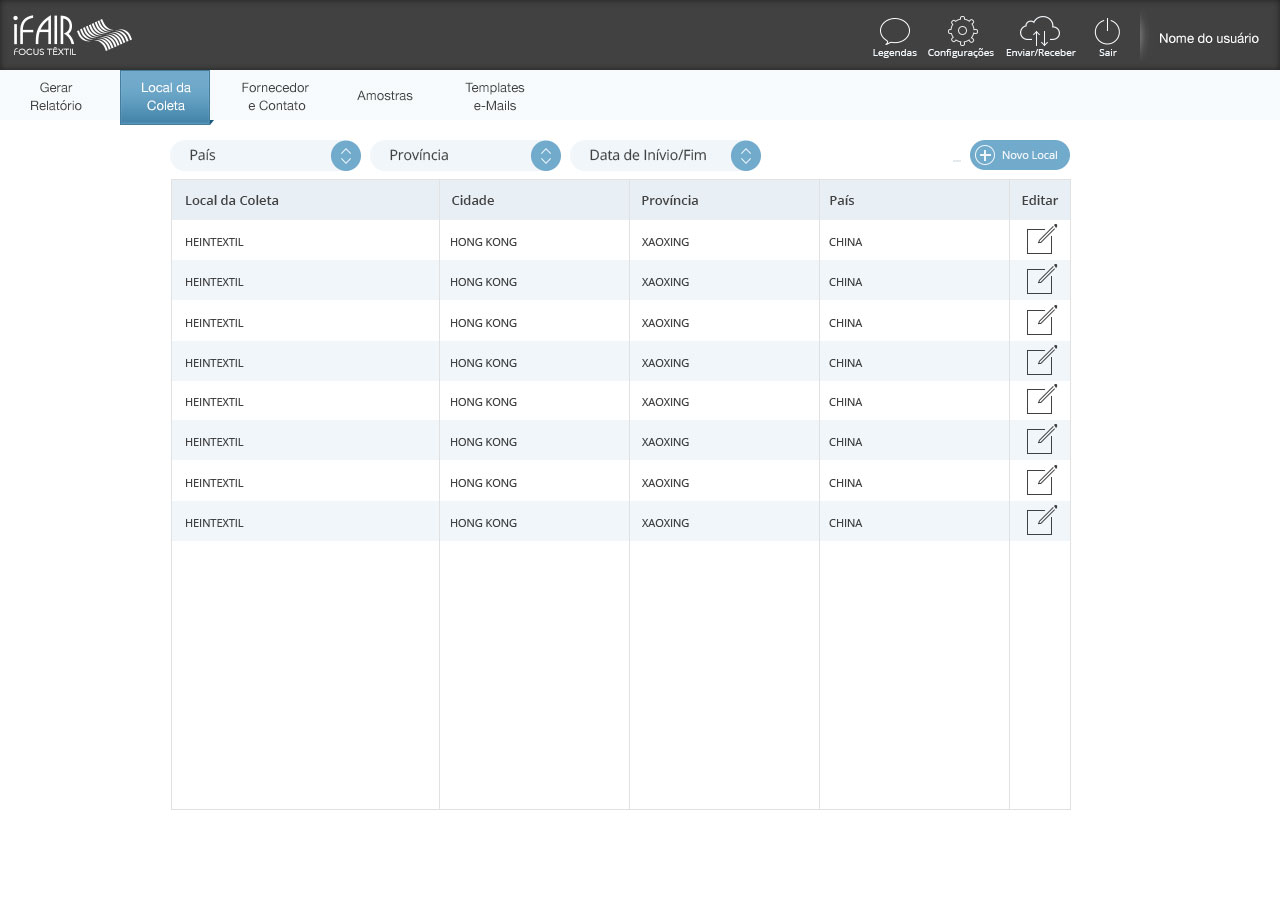 iFAIR
FOCUS TÊXTIL
Legendas
Configurações
Enviar/Receber
Sair
Nome do usuário
Gerar
Relatório
Local da
Coleta
Fornecedor
e Contato
Amostras
Templates
e-Mails
País
Província
Data de Inívio/Fim
Novo Local
Local da Coleta Cidade Província País Editar
HEINTEXTIL HONG KONG XAOXING CHINA
HEINTEXTIL HONG KONG XAOXING CHINA
HEINTEXTIL HONG KONG XAOXING CHINA
HEINTEXTIL HONG KONG XAOXING CHINA
HEINTEXTIL HONG KONG XAOXING CHINA
HEINTEXTIL HONG KONG XAOXING CHINA
HEINTEXTIL HONG KONG XAOXING CHINA
HEINTEXTIL HONG KONG XAOXING CHINA